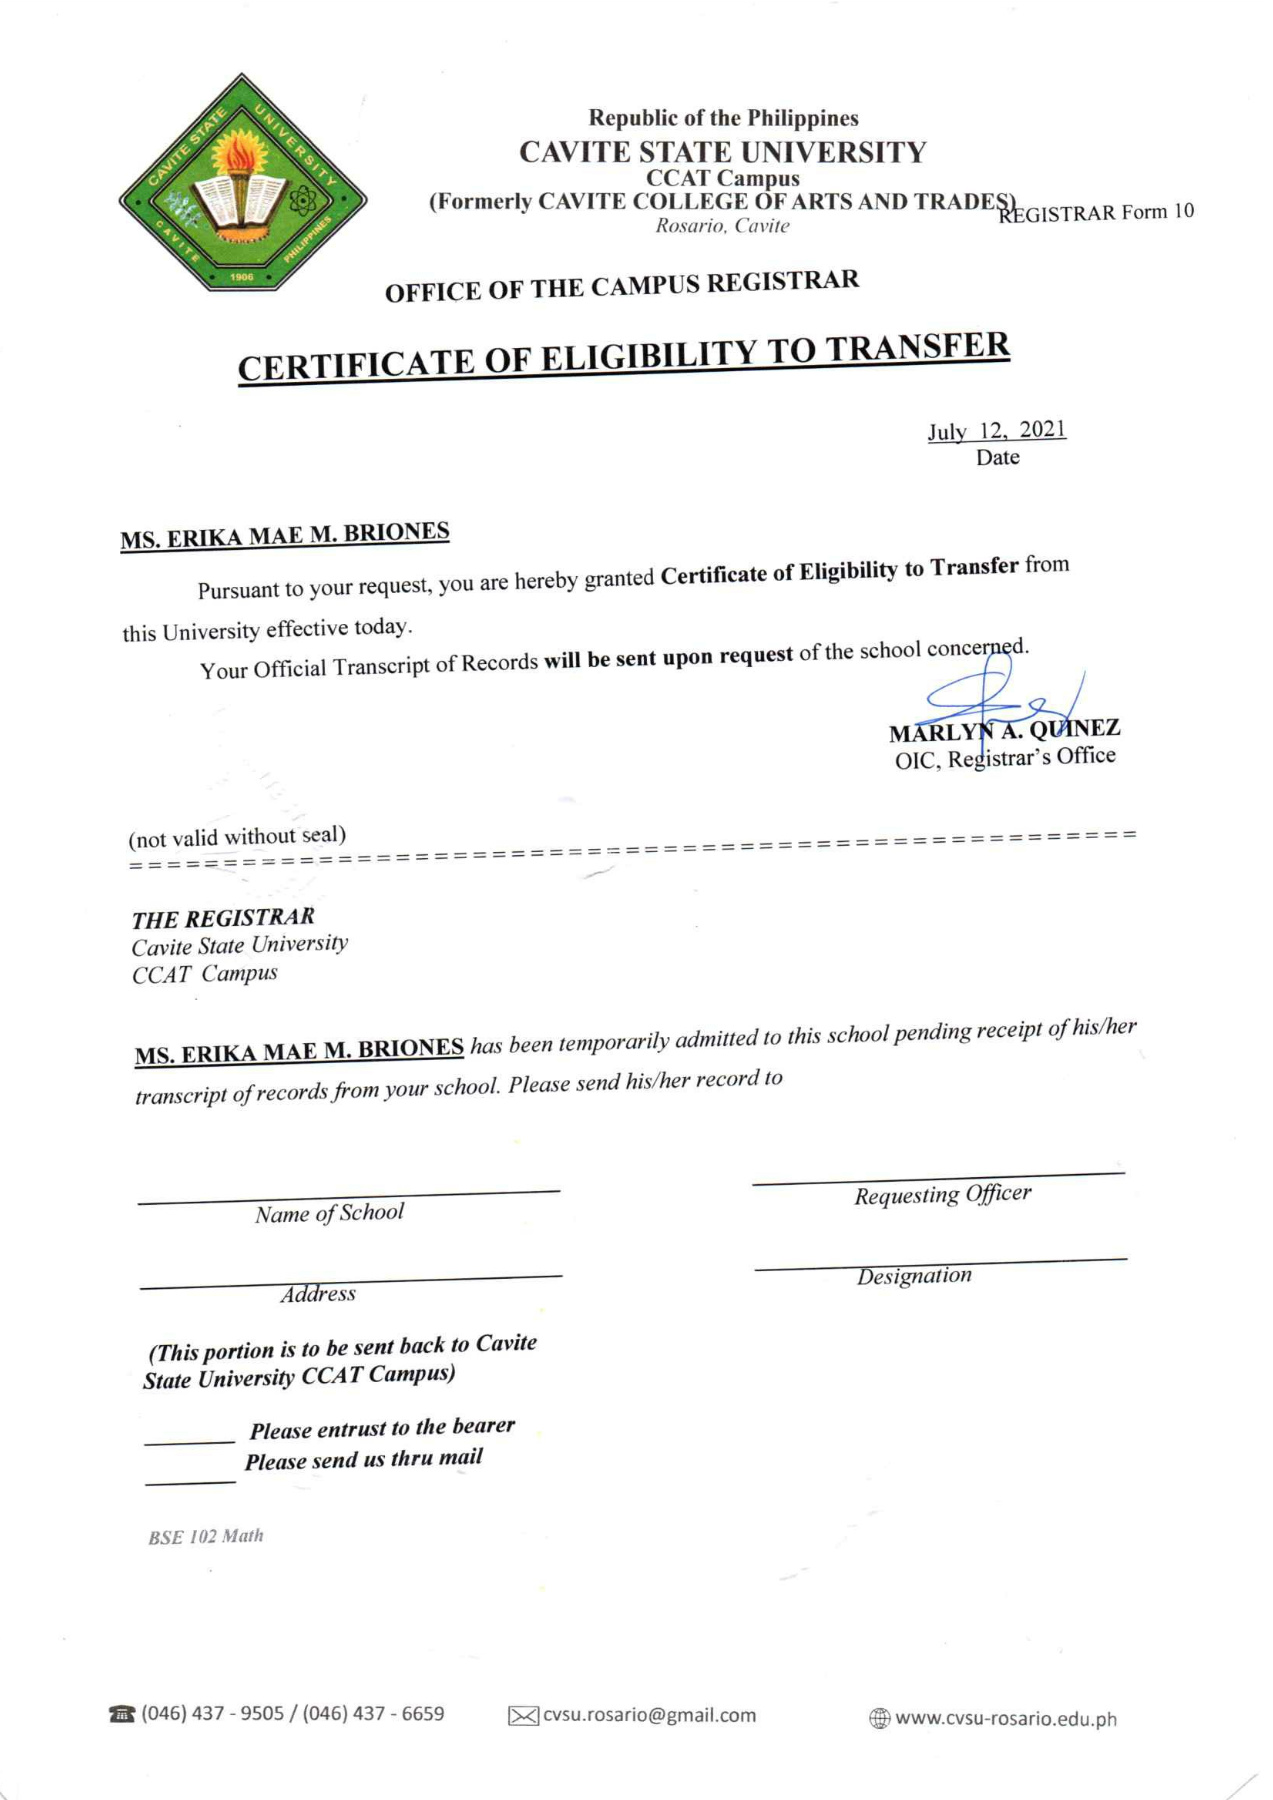 CAVITE STATE UNIVERSITY
CAVITE PHILIPPINES
1906
Republic of the Philippines
CAVITE STATE UNIVERSITY
CCAT Campus
(Formerly CAVITE COLLEGE OF ARTS AND TRADES)
REGISTRAR Form 10
Rosario, Cavite
OFFICE OF THE CAMPUS REGISTRAR
CERTIFICATE OF ELIGIBILITY TO TRANSFER
July 12, 2021
Date
MS. ERIKA MAE M. BRIONES
Pursuant to your request, you are hereby granted Certificate of Eligibility to Transfer from
this University effective today.
Your Official Transcript of Records will be sent upon request of the school concerned.
MARLYN A. QUINEZ
OIC, Registrar's Office
(not valid without seal)
THE REGISTRAR
Cavite State University
CCAT Campus
MS. ERIKA MAE M. BRIONES has been temporarily admitted to this school pending receipt of his/her
transcript of records from your school. Please send his/her record to
Name of School
Requesting Officer
Address
Designation
(This portion is to be sent back to Cavite
State University CCAT Campus)
Please entrust to the bearer
Please send us thru mail
BSE 102 Math
(046) 437 - 9505 / (046) 437 - 6659
cvsu.rosario@gmail.com
www.cvsu-rosario.edu.ph